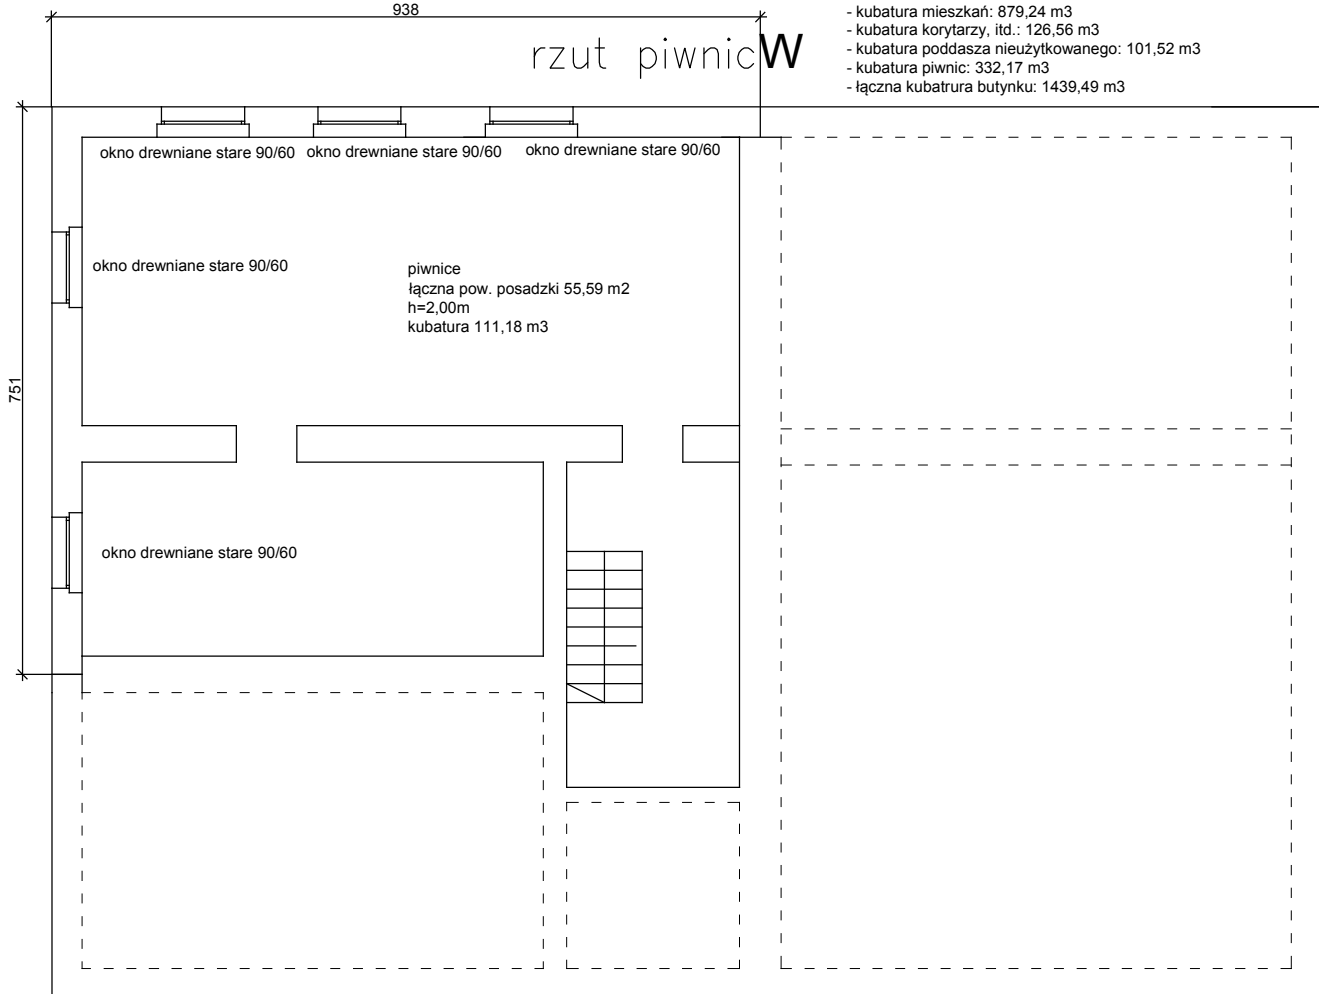 938
- kubatura mieszkań: 879,24 m3
- kubatura korytarzy, itd.: 126,56 m3
- kubatura poddasza nieużytkowanego: 101,52 m3
- kubatura piwnic: 332,17 m3
- łączna kubatrura butynku: 1439,49 m3
rzut piwnicW
okno drewniane stare 90/60
okno drewniane stare 90/60
okno drewniane stare 90/60
okno drewniane stare 90/60
piwnice
łączna pow. posadzki 55,59 m2
h=2,00m
kubatura 111,18 m3
751
okno drewniane stare 90/60